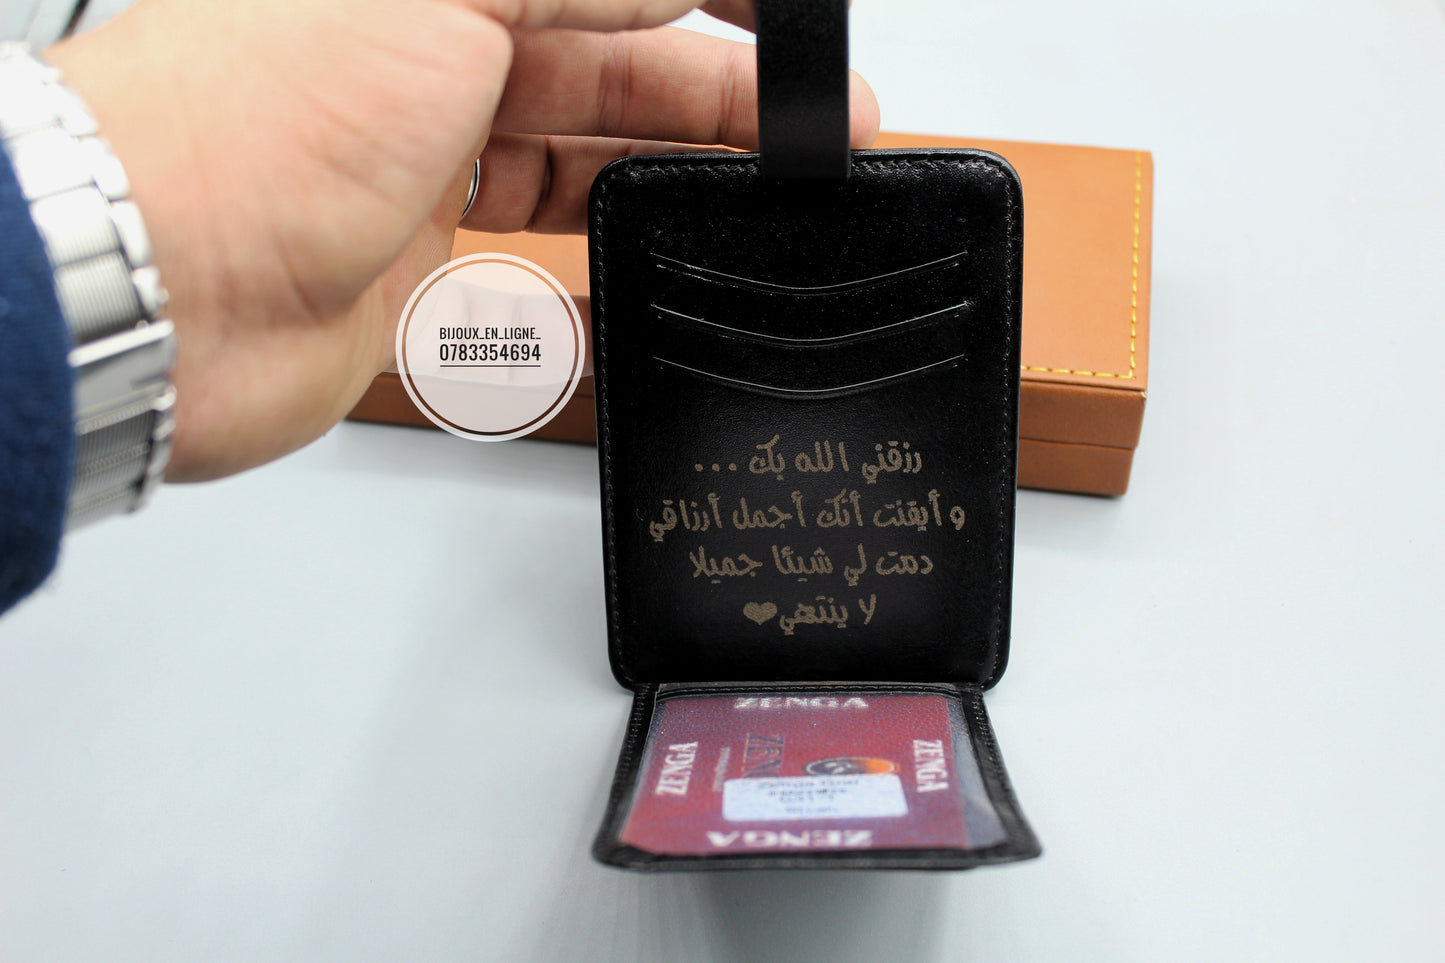 BIJOUX_EN_LIGNE_
0783354694
رزقني الله بك ...
و أيقنت أنك أجمل أرزاقي
دمت لي شيئا جميلا
لا ينتهي❤
ZENGA
ZENGA
ZENGA
ZENGA